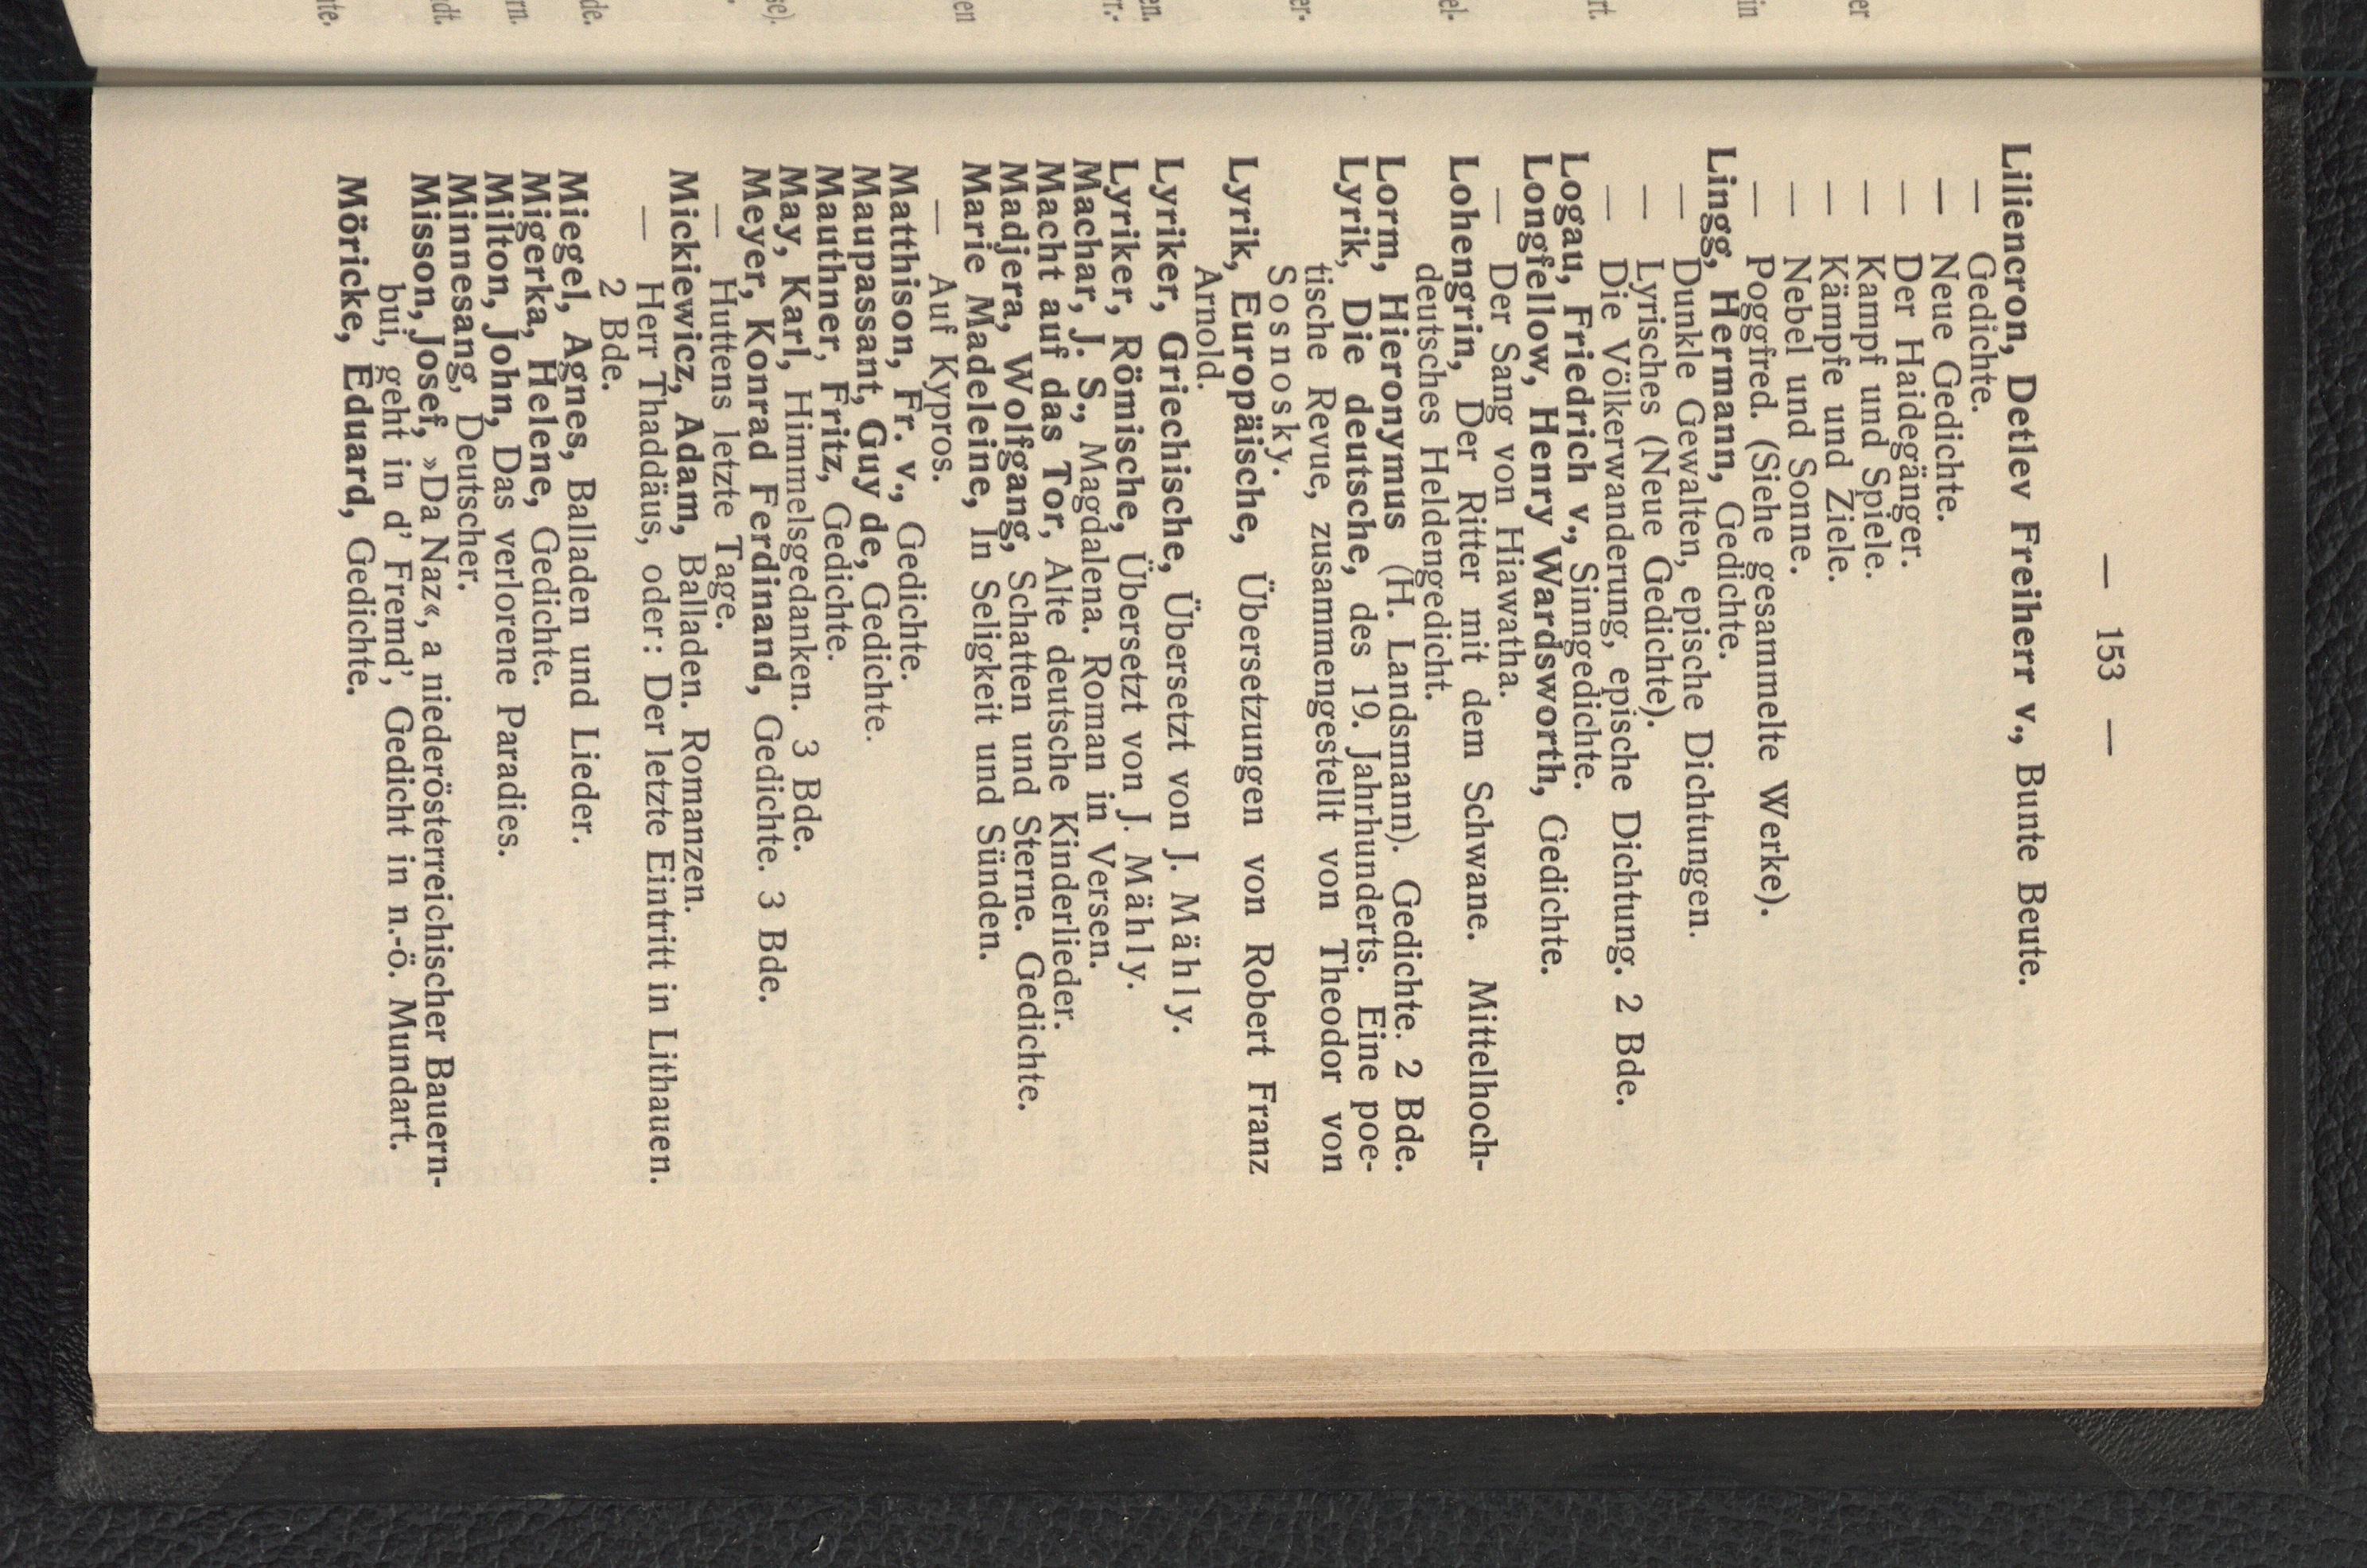 — 153 —
Liliencron, Detlev Freiherr v., Bunte Beute.
— Gedichte.
— Neue Gedichte.
— Der Haidegänger.
— Kampf und Spiele.
— Kämpfe und Ziele.
— Nebel und Sonne.
— Poggfred. (Siehe gesammelte Werke).
Lingg, Hermann, Gedichte.
— Dunkle Gewalten, epische Dichtungen.
— Lyrisches (Neue Gedichte).
— Die Völkerwanderung, epische Dichtung. 2 Bde.
Logau, Friedrich v., Sinngedichte.
Longfellow, Henry Wardsworth, Gedichte.
— Der Sang von Hiawatha.
Lohengrin, Der Ritter mit dem Schwane. Mittelhoch-
deutsches Heldengedicht.
Lorm, Hieronymus (H. Landsmann). Gedichte. 2 Bde.
Lyrik, Die deutsche, des 19. Jahrhunderts. Eine poe-
tische Revue, zusammengestellt von Theodor von
Sosnosky.
Lyrik, Europäische, Übersetzungen von Robert Franz
Arnold.
Lyriker, Griechische, Übersetzt von J. Mähly.
Lyriker, Römische, Übersetzt von J. Mähly.
Machar, J. S., Magdalena. Roman in Versen.
Macht auf das Tor, Alte deutsche Kinderlieder.
Madjera, Wolfgang, Schatten und Sterne. Gedichte.
Marie Madeleine, In Seligkeit und Sünden.
— Auf Kypros.
Matthison, Fr. v., Gedichte.
Maupassant, Guy de, Gedichte.
Mauthner, Fritz, Gedichte.
May, Karl, Himmelsgedanken. 3 Bde.
Meyer, Konrad Ferdinand, Gedichte. 3 Bde.
— Huttens letzte Tage.
Mickiewicz, Adam, Balladen. Romanzen.
— Herr Thaddäus, oder: Der letzte Eintritt in Lithauen.
2 Bde.
Miegel, Agnes, Balladen und Lieder.
Migerka, Helene, Gedichte.
Milton, John, Das verlorene Paradies.
Minnesang, Deutscher.
Misson, Josef, »Da Naz«, a niederösterreichischer Bauern-
bui, geht in d' Fremd', Gedicht in n.-ö. Mundart.
Möricke, Eduard, Gedichte.